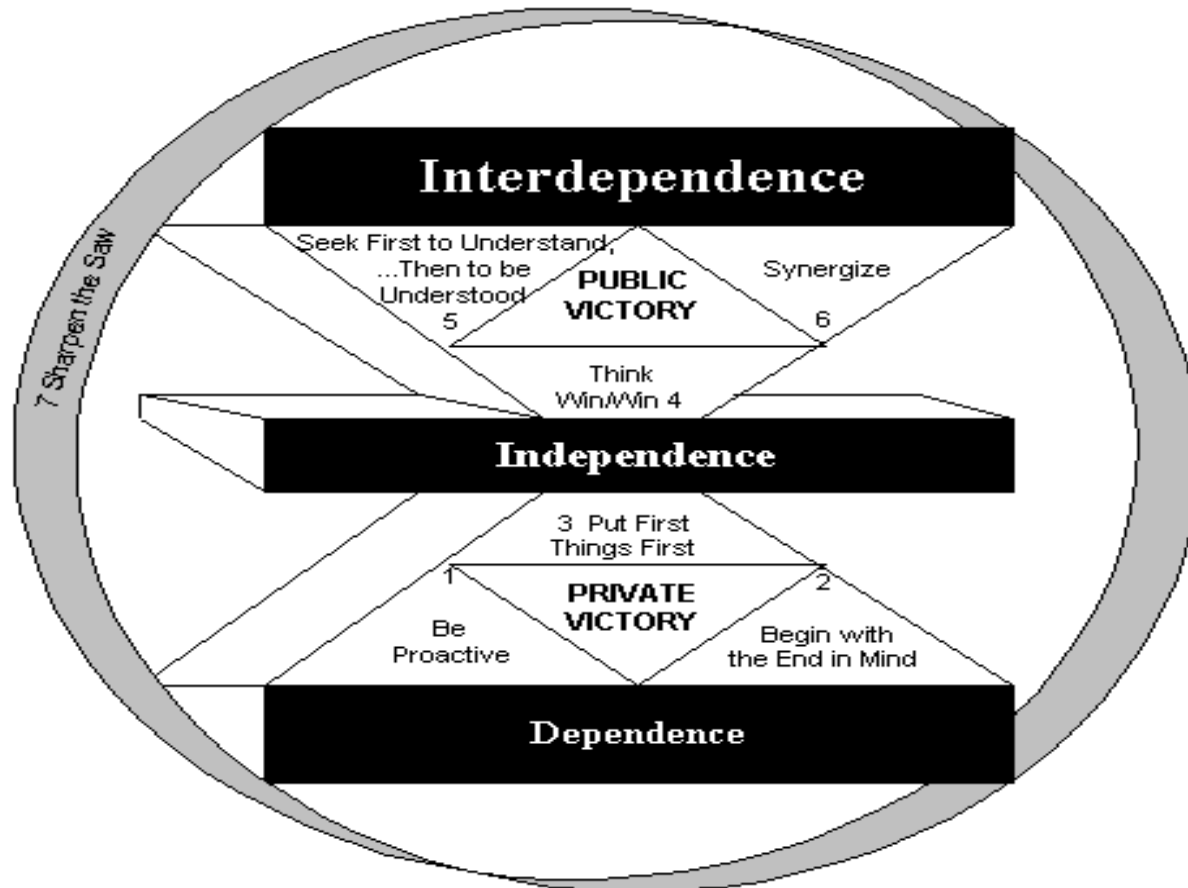 Interdependence
Seek First to Understand,
...Then to be
Understood
5
PUBLIC
VICTORY
Synergize
6
Think
Win/Win 4
7 Sharpen the Saw
Independence
3 Put First
Things First
1
Be
Proactive
PRIVATE
VICTORY
2
Begin with
the End in Mind
Dependence